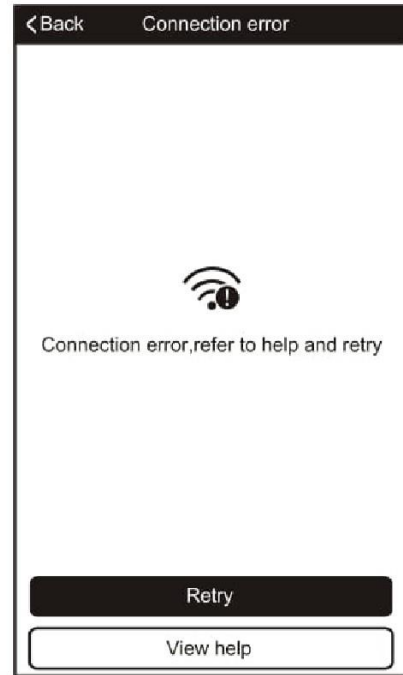 Back Connection error
Connection error,refer to help and retry
Retry
View help